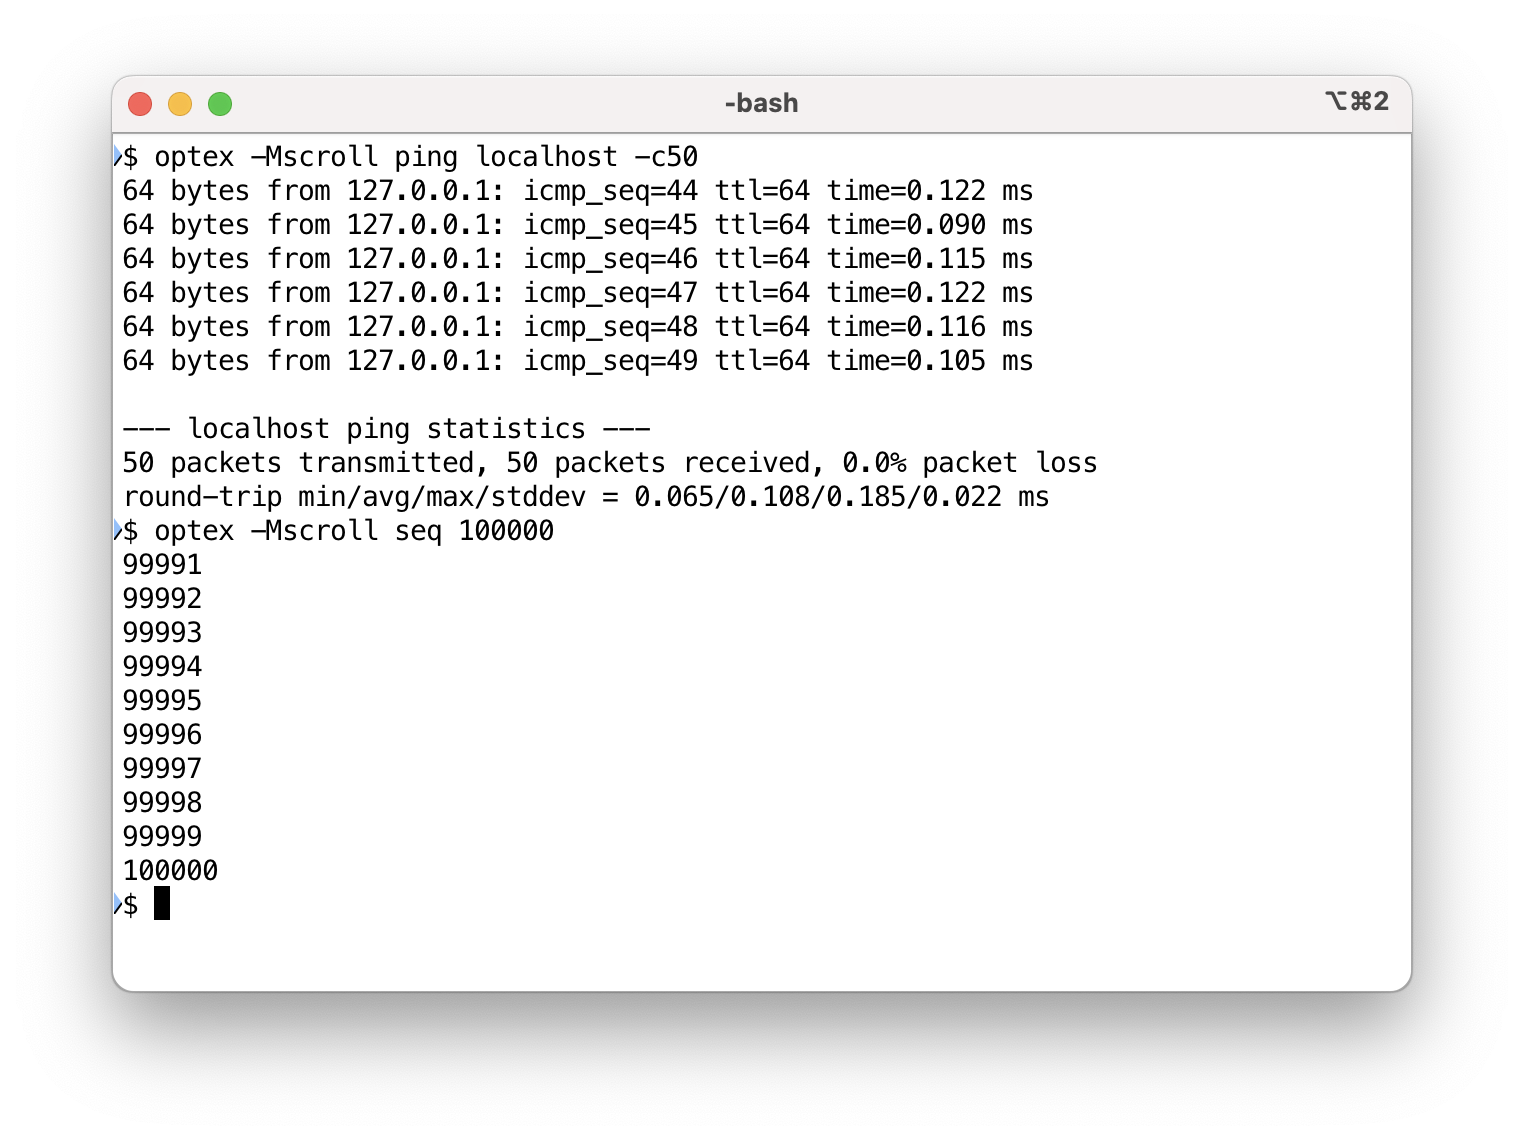 -bash
⌥⌘2
$ optex -Mscroll ping localhost -c50
64 bytes from 127.0.0.1: icmp_seq=44 ttl=64 time=0.122 ms
64 bytes from 127.0.0.1: icmp_seq=45 ttl=64 time=0.090 ms
64 bytes from 127.0.0.1: icmp_seq=46 ttl=64 time=0.115 ms
64 bytes from 127.0.0.1: icmp_seq=47 ttl=64 time=0.122 ms
64 bytes from 127.0.0.1: icmp_seq=48 ttl=64 time=0.116 ms
64 bytes from 127.0.0.1: icmp_seq=49 ttl=64 time=0.105 ms
--- localhost ping statistics ---
50 packets transmitted, 50 packets received, 0.0% packet loss
round-trip min/avg/max/stddev = 0.065/0.108/0.185/0.022 ms
$ optex -Mscroll seq 100000
99991
99992
99993
99994
99995
99996
99997
99998
99999
100000
$